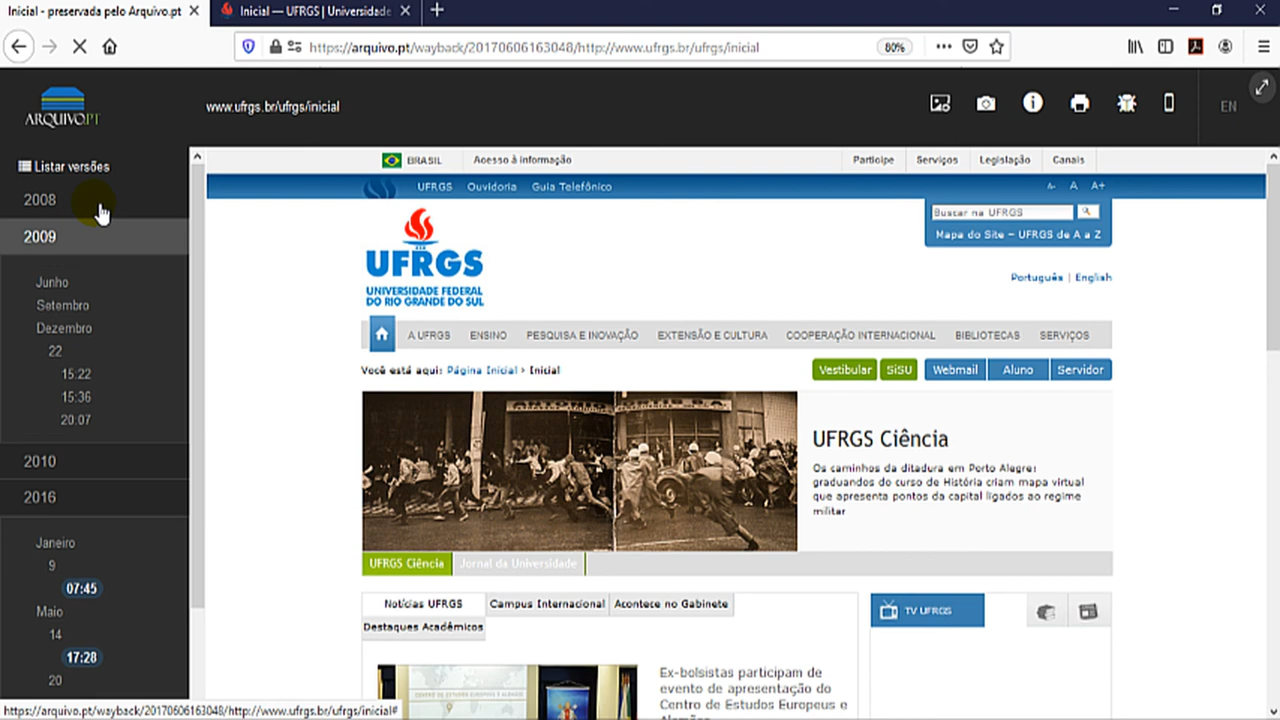 Inicial - preservada pelo Arquivo.pt
Inicial — UFRGS | Universidade
https://arquivo.pt/wayback/20170606163048/http://www.ufrgs.br/ufrgs/inicial
80%
ARQUIVO.PT
www.ufrgs.br/ufrgs/inicial
EN
Listar versões
2008
2009
Junho
Setembro
Dezembro
22
15:22
15:36
20.07
2010
2016
Janeiro
9
07:45
Maio
14
17:28
20
BRASIL Acesso à informação Participe Serviços Legislação Canais
UFRGS Ouvidoria Guia Telefônico A- A A+
Buscar na UFRGS
Mapa do Site – UFRGS de A a Z
UFRGS
UNIVERSIDADE FEDERAL
DO RIO GRANDE DO SUL
Português | English
A UFRGS ENSINO PESQUISA E INOVAÇÃO EXTENSÃO E CULTURA COOPERAÇÃO INTERNACIONAL BIBLIOTECAS SERVIÇOS
Você está aqui: Página Inicial › Inicial
Vestibular SiSU Webmail Aluno Servidor
UFRGS Ciência
Os caminhos da ditadura em Porto Alegre:
graduandos do curso de História criam mapa virtual
que apresenta pontos da capital ligados ao regime
militar
UFRGS Ciência Jornal da Universidade
Notícias UFRGS Campus Internacional Acontece no Gabinete
Destaques Acadêmicos
TV UFRGS
Ex-bolsistas participam de
evento de apresentação do
Centro de Estudos Europeus e
https://arquivo.pt/wayback/20170606163048/http://www.ufrgs.br/ufrgs/inicial#